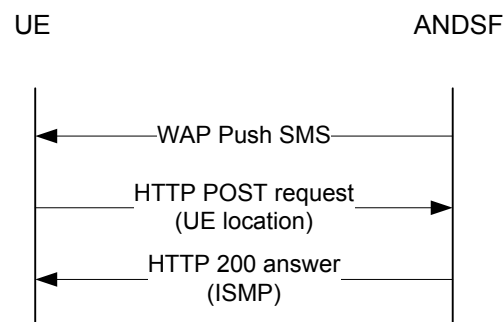 UE
ANDSF
WAP Push SMS
HTTP POST request
(UE location)
HTTP 200 answer
(ISMP)